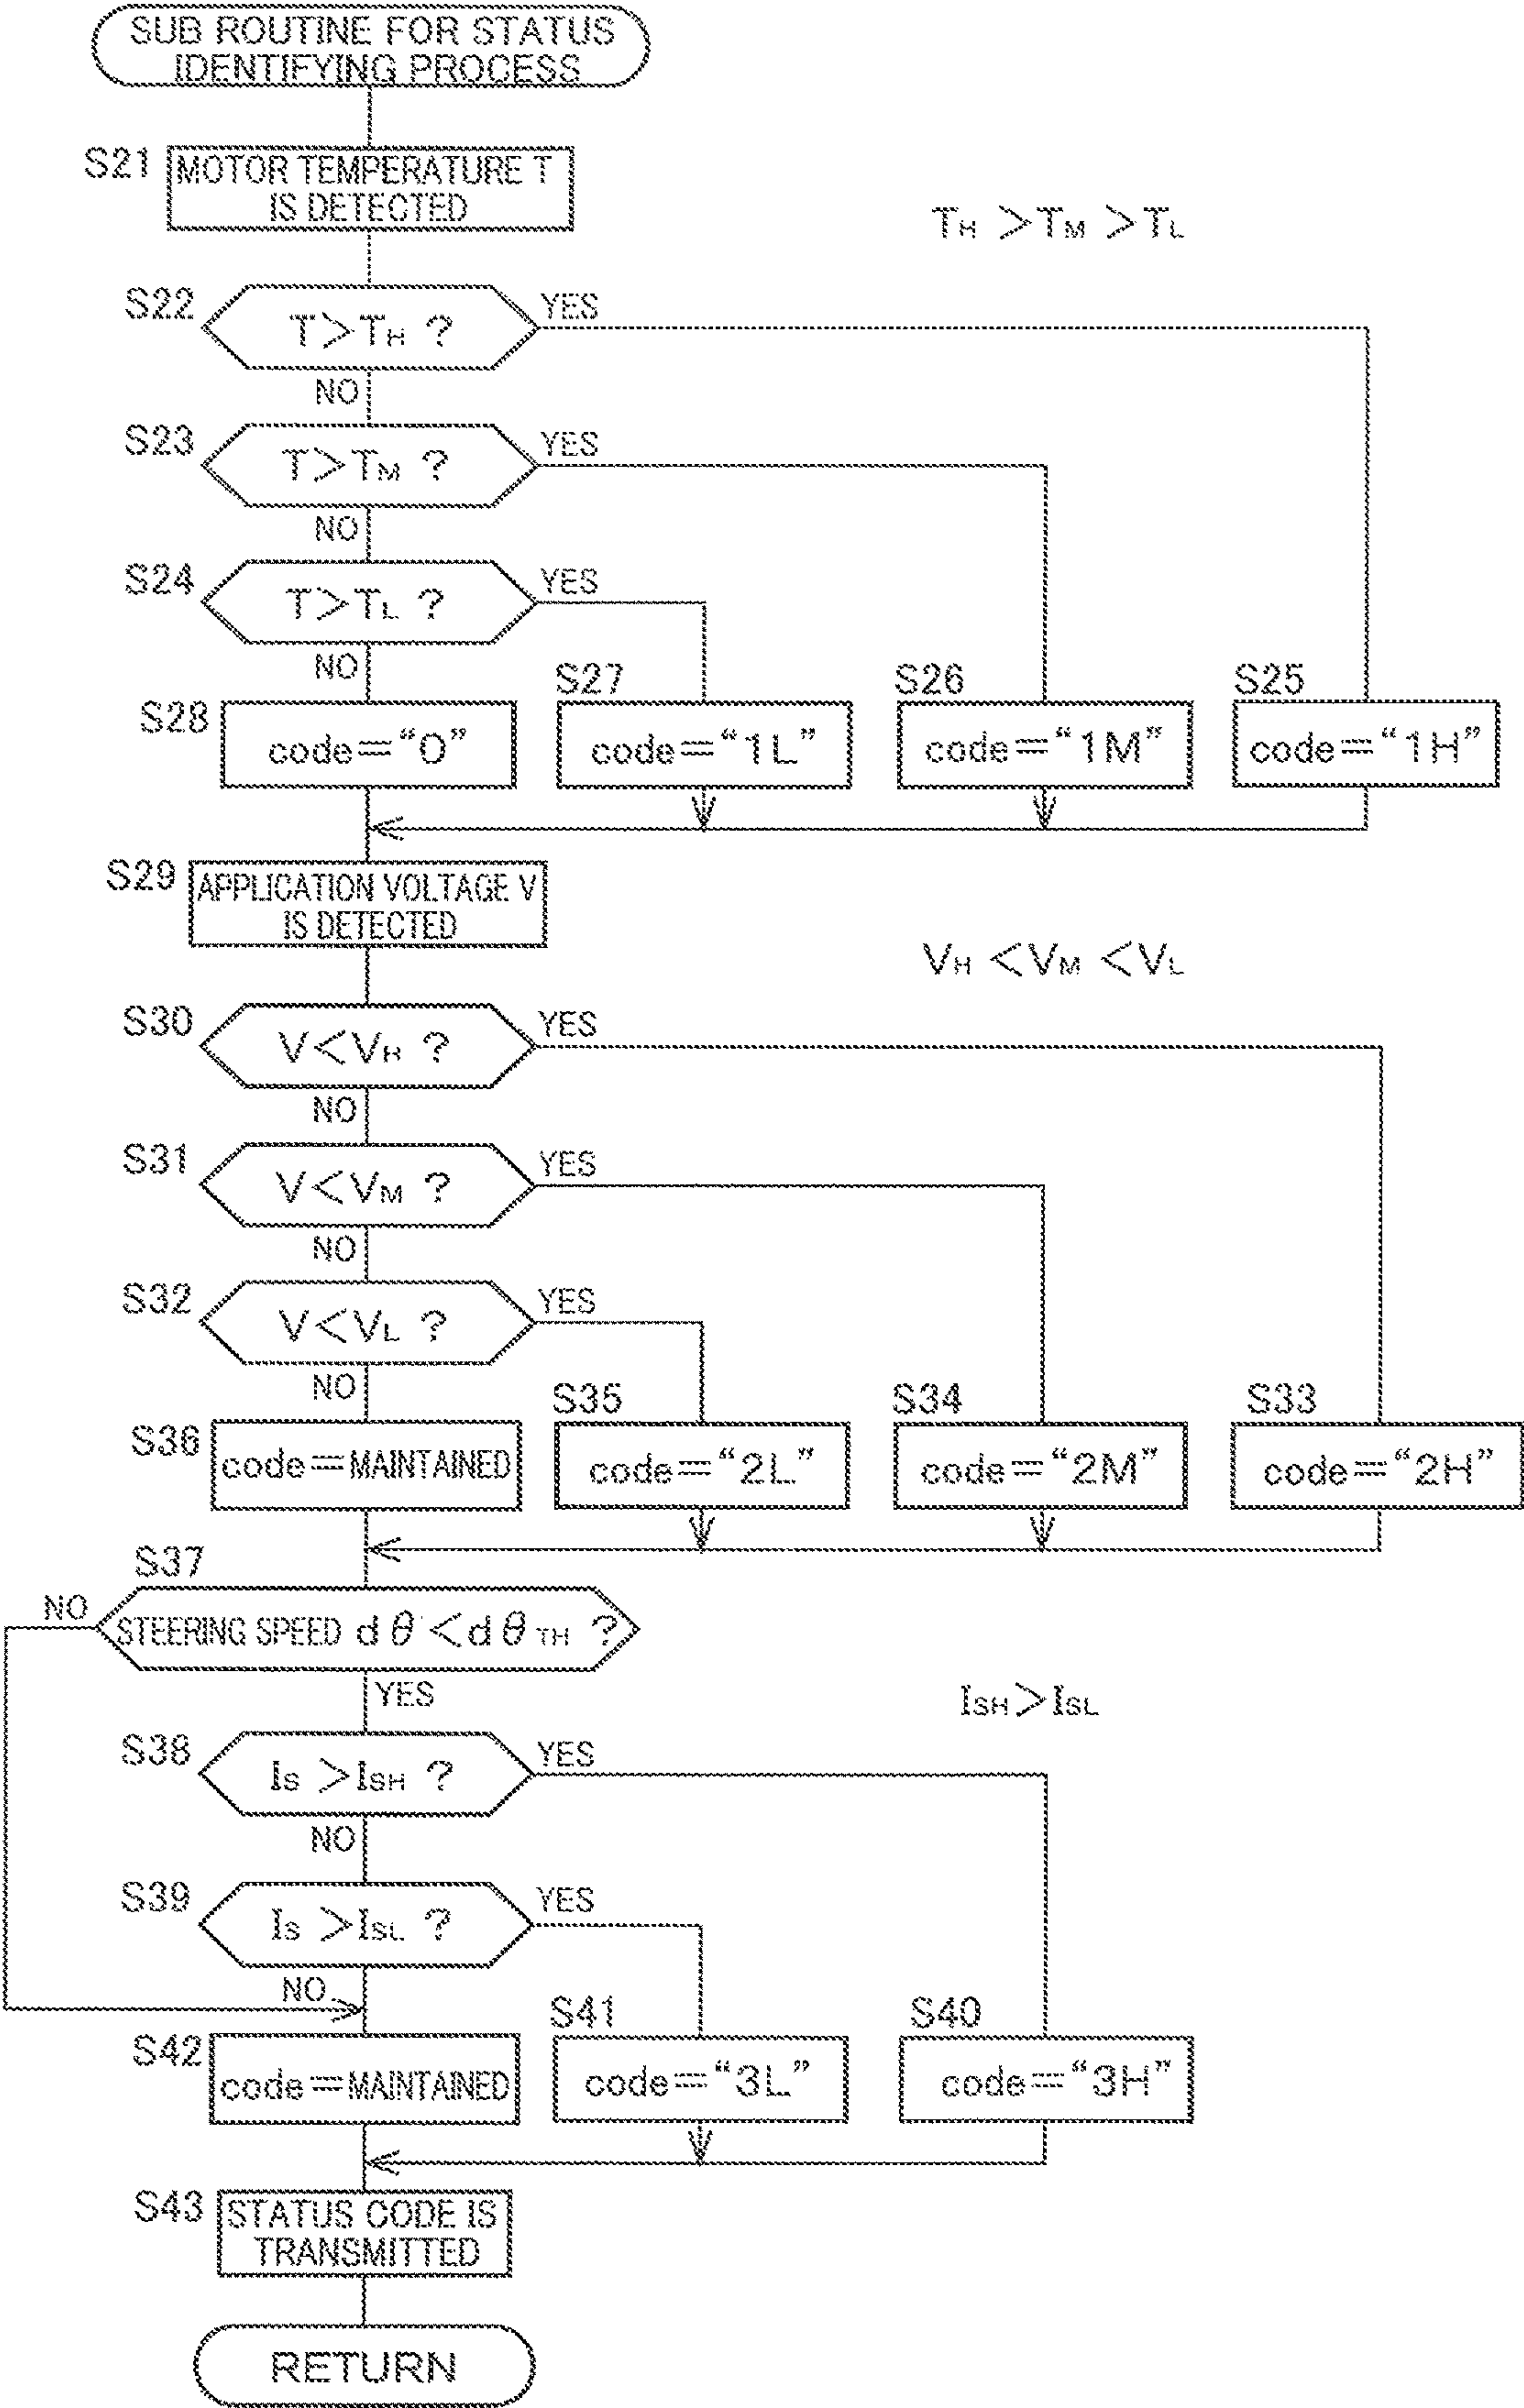 SUB ROUTINE FOR STATUS
IDENTIFYING PROCESS
S21
MOTOR TEMPERATURE T
IS DETECTED
TH >TM >TL
S22
T>TH ?
YES
NO
S23
T>TM ?
YES
NO
S24
T>TL ?
YES
NO
S28
code="0"
S27
code="1L"
S26
code="1M"
S25
code="1H"
S29
APPLICATION VOLTAGE V
IS DETECTED
VH <VM <VL
S30
V<VH ?
YES
NO
S31
V<VM ?
YES
NO
S32
V<VL ?
YES
NO
S36
code=MAINTAINED
S35
code="2L"
S34
code="2M"
S33
code="2H"
S37
NO
STEERING SPEED dθ<dθTH ?
YES
ISH>ISL
S38
IS >ISH ?
YES
NO
S39
IS >ISL ?
YES
NO
S42
code=MAINTAINED
S41
code="3L"
S40
code="3H"
S43
STATUS CODE IS
TRANSMITTED
RETURN